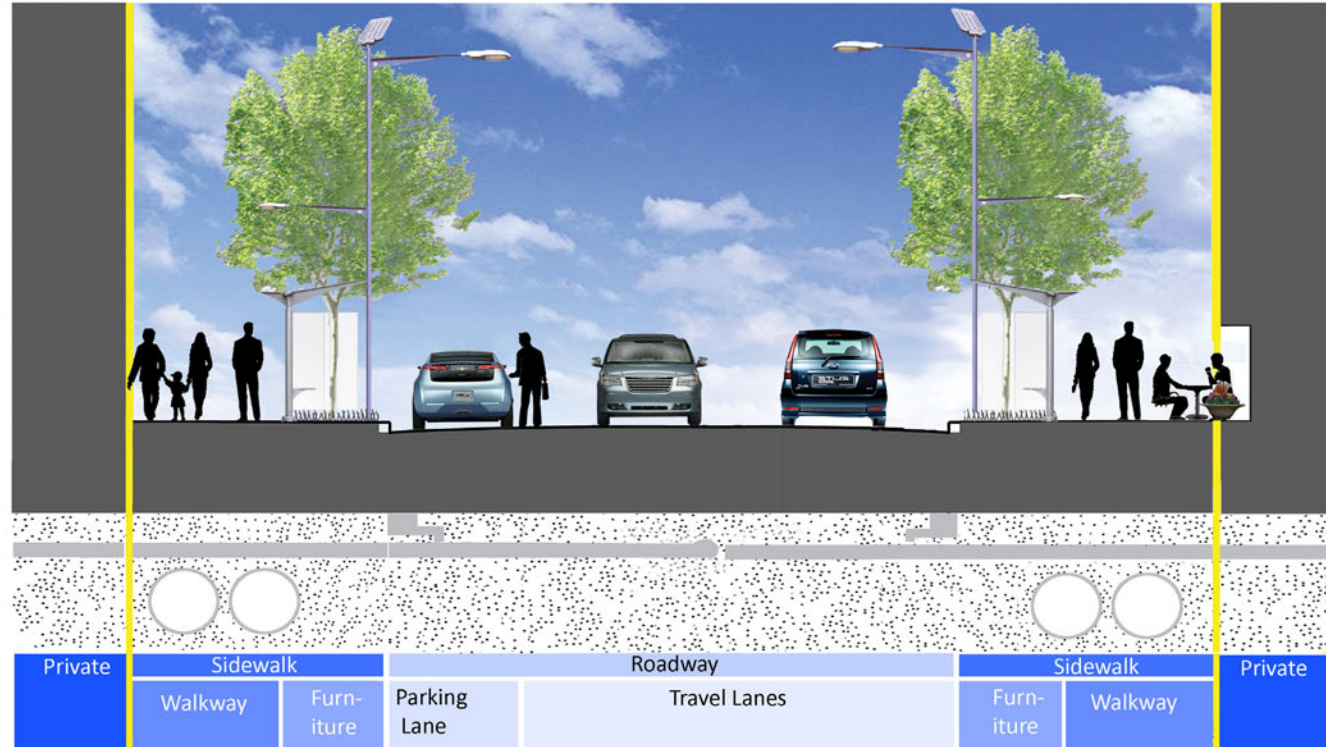 Private
Sidewalk
Roadway
Sidewalk
Private
Walkway
Furn-
iture
Parking
Lane
Travel Lanes
Furn-
iture
Walkway